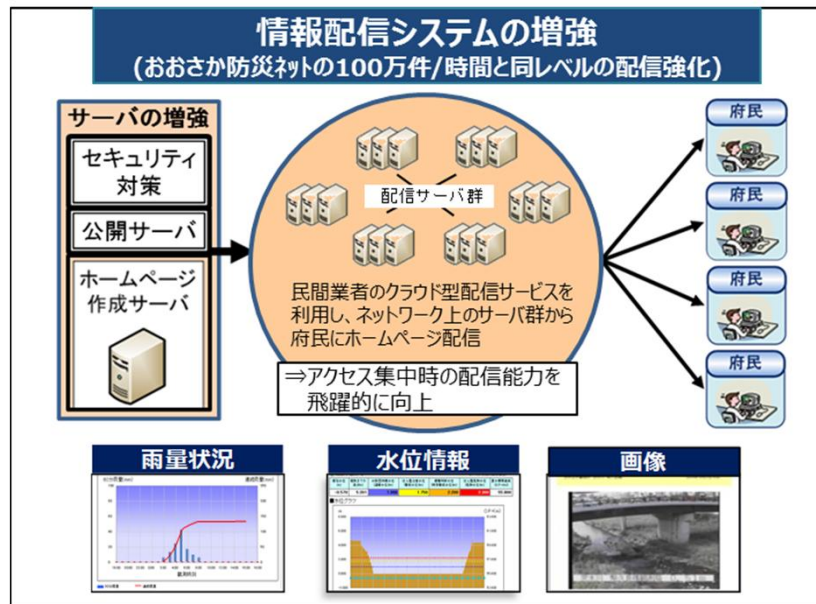 情報配信システムの増強
(おおさか防災ネットの100万件/時間と同レベルの配信強化)
サーバの増強
セキュリティ
対策
公開サーバ
ホームページ
作成サーバ
配信サーバ群
民間業者のクラウド型配信サービスを
利用し、ネットワーク上のサーバ群から
府民にホームページ配信
⇒アクセス集中時の配信能力を
飛躍的に向上
府民
府民
府民
府民
雨量状況
水位情報
画像